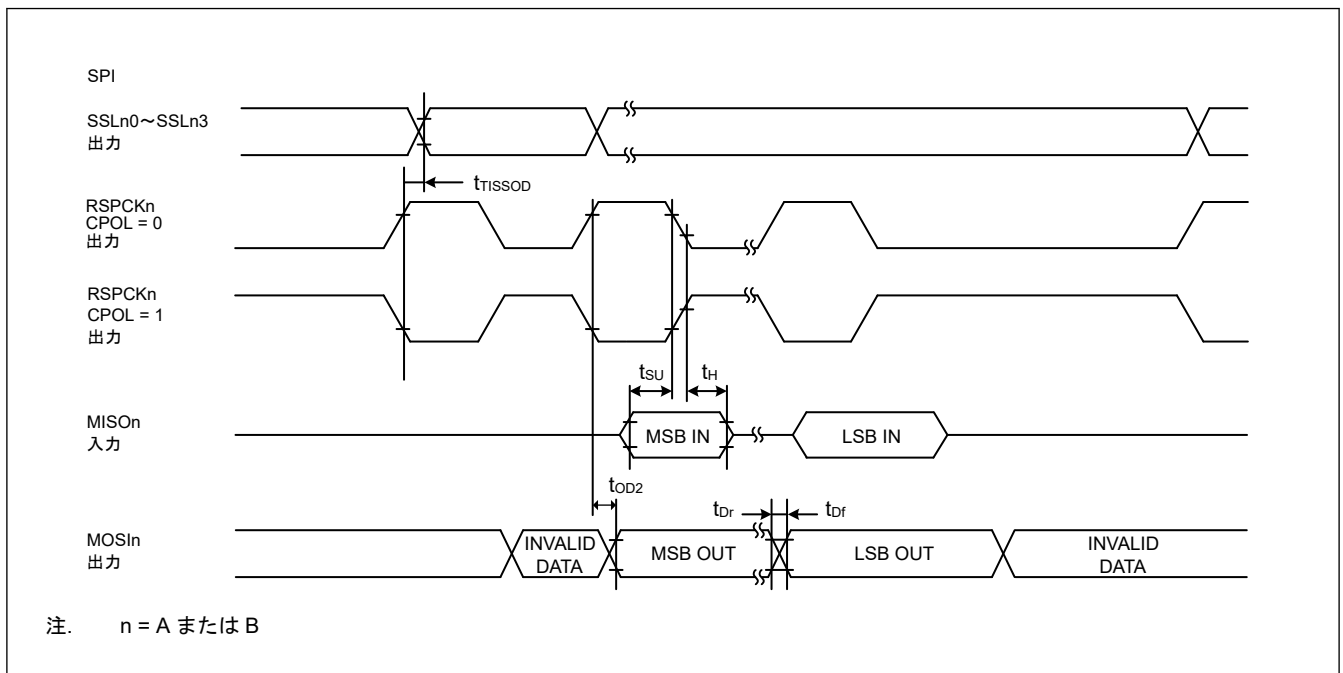 SPI
SSLn0～SSLn3
出力
tTISSOD
RSPCKn
CPOL = 0
出力
RSPCKn
CPOL = 1
出力
tSU
tH
MISOn
入力
MSB IN
LSB IN
tOD2
tDr
tDf
MOSIn
出力
INVALID
DATA
MSB OUT
LSB OUT
INVALID
DATA
注. n = A または B